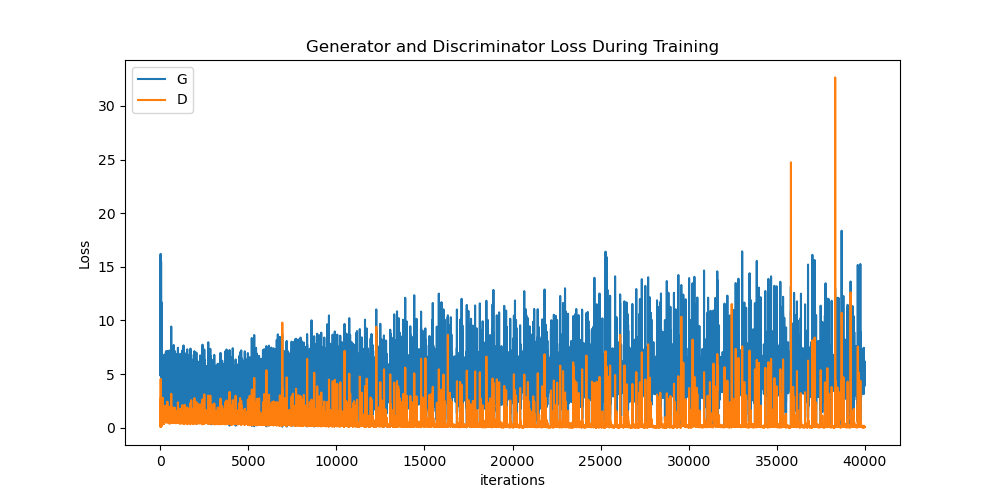 Generator and Discriminator Loss During Training
G
D
Loss
30
25
20
15
10
5
0
0 5000 10000 15000 20000 25000 30000 35000 40000
iterations